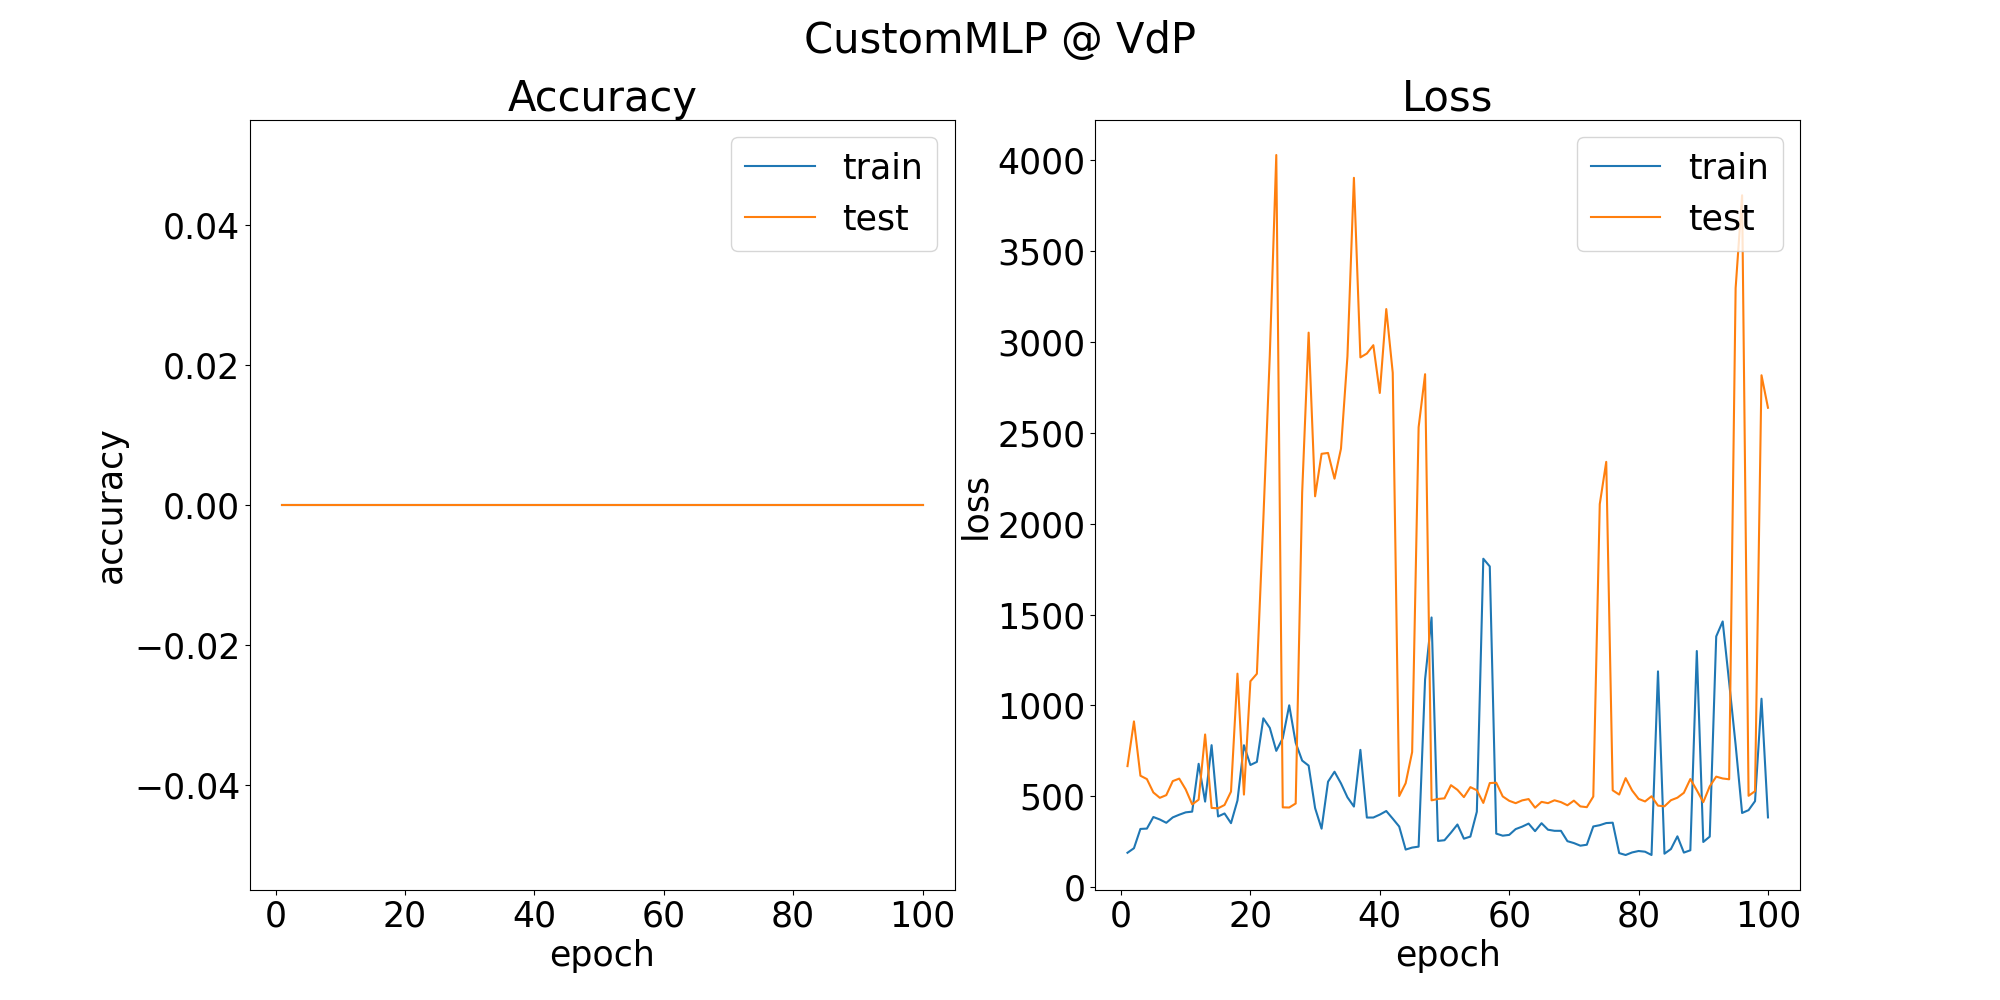 CustomMLP @ VdP
Accuracy
train
test
0.04
0.02
0.00
−0.02
−0.04
accuracy
0 20 40 60 80 100
epoch
Loss
train
test
4000
3500
3000
2500
2000
1500
1000
500
0
loss
0 20 40 60 80 100
epoch